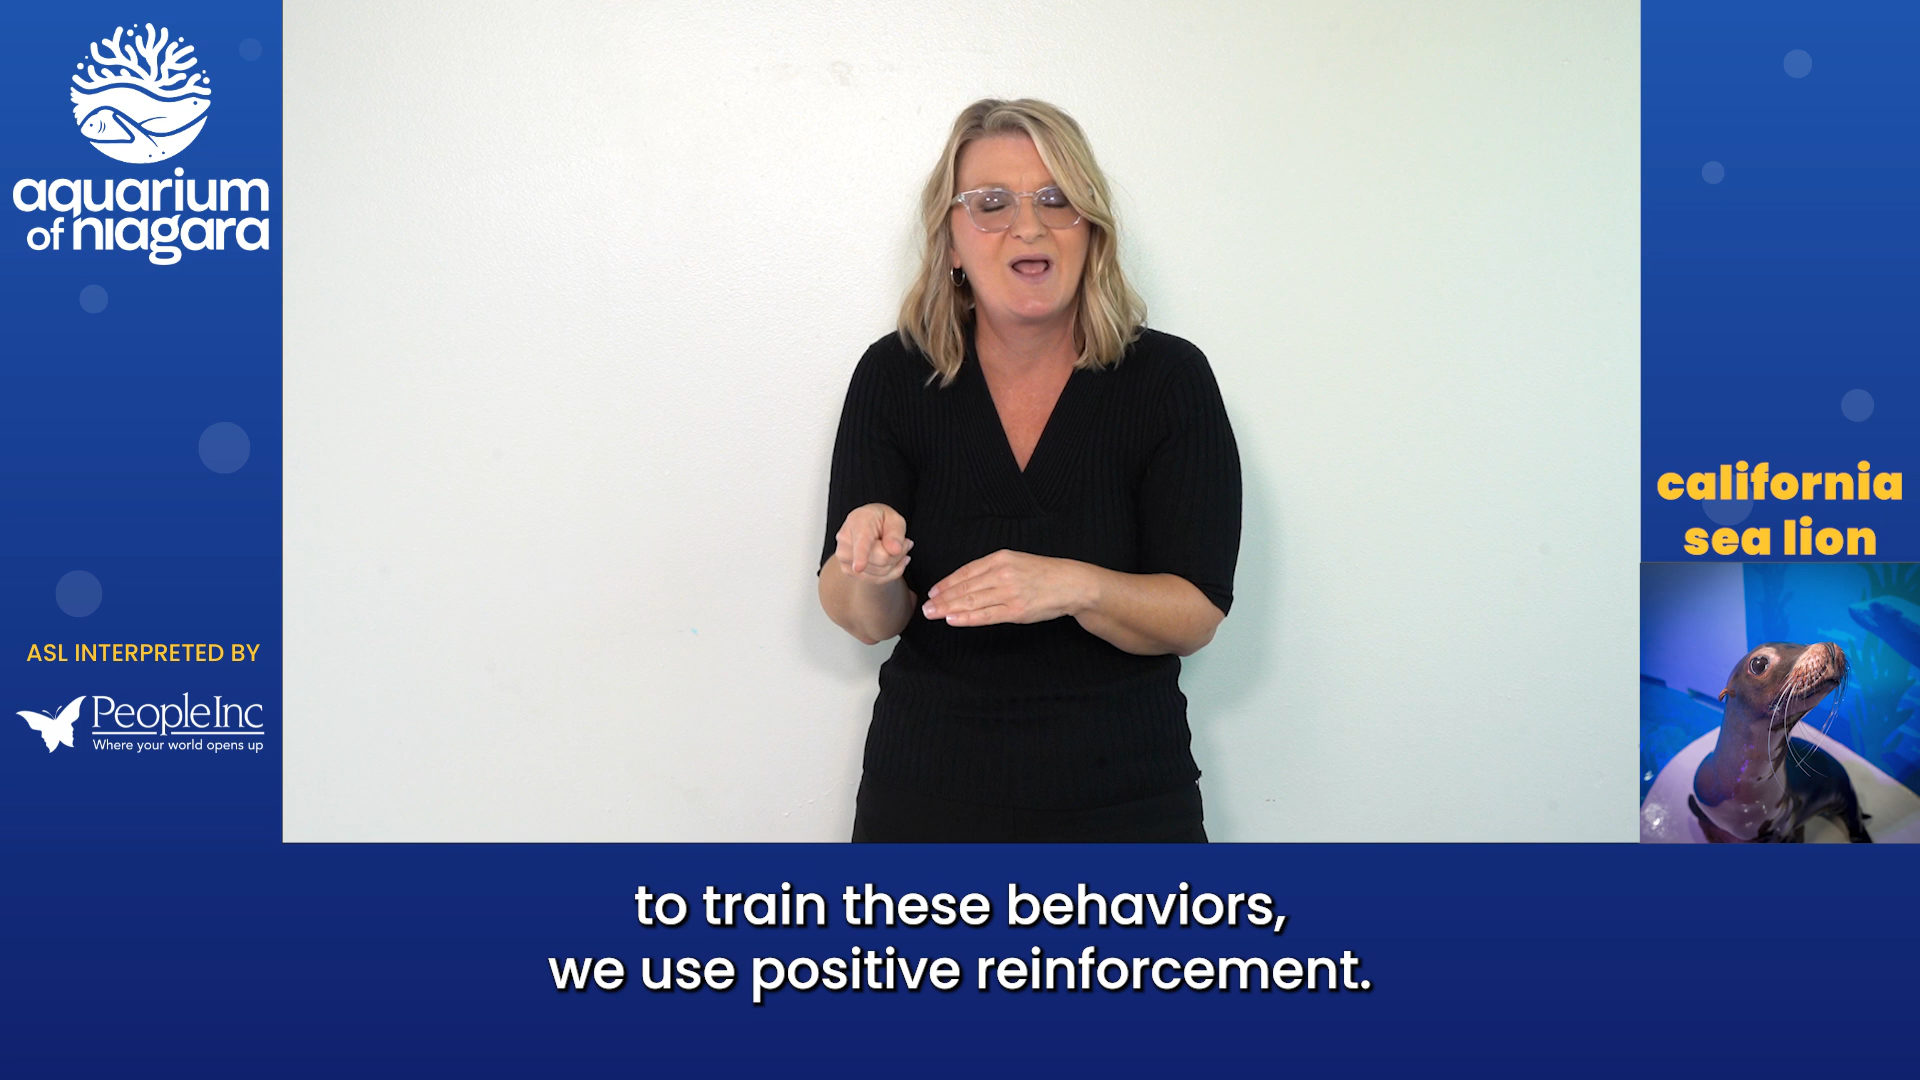 aquarium
of niagara
ASL INTERPRETED BY
PeopleInc
Where your world opens up
california
sea lion
to train these behaviors,
we use positive reinforcement.